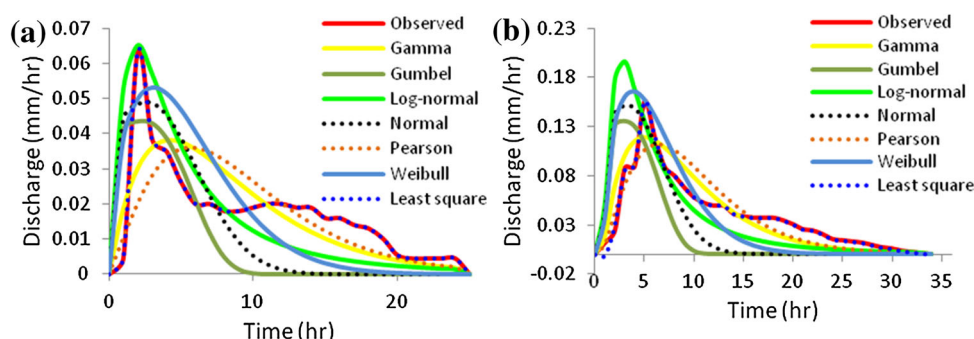 (a)
Discharge (mm/hr)
0.07
0.06
0.05
0.04
0.03
0.02
0.01
0
0 10 20
Time (hr)
Observed
Gamma
Gumbel
Log-normal
Normal
Pearson
Weibull
Least square
(b)
Discharge (mm/hr)
0.23
0.18
0.13
0.08
0.03
-0.02
0 5 10 15 20 25 30 35
Time (hr)
Observed
Gamma
Gumbel
Log-normal
Normal
Pearson
Weibull
Least square